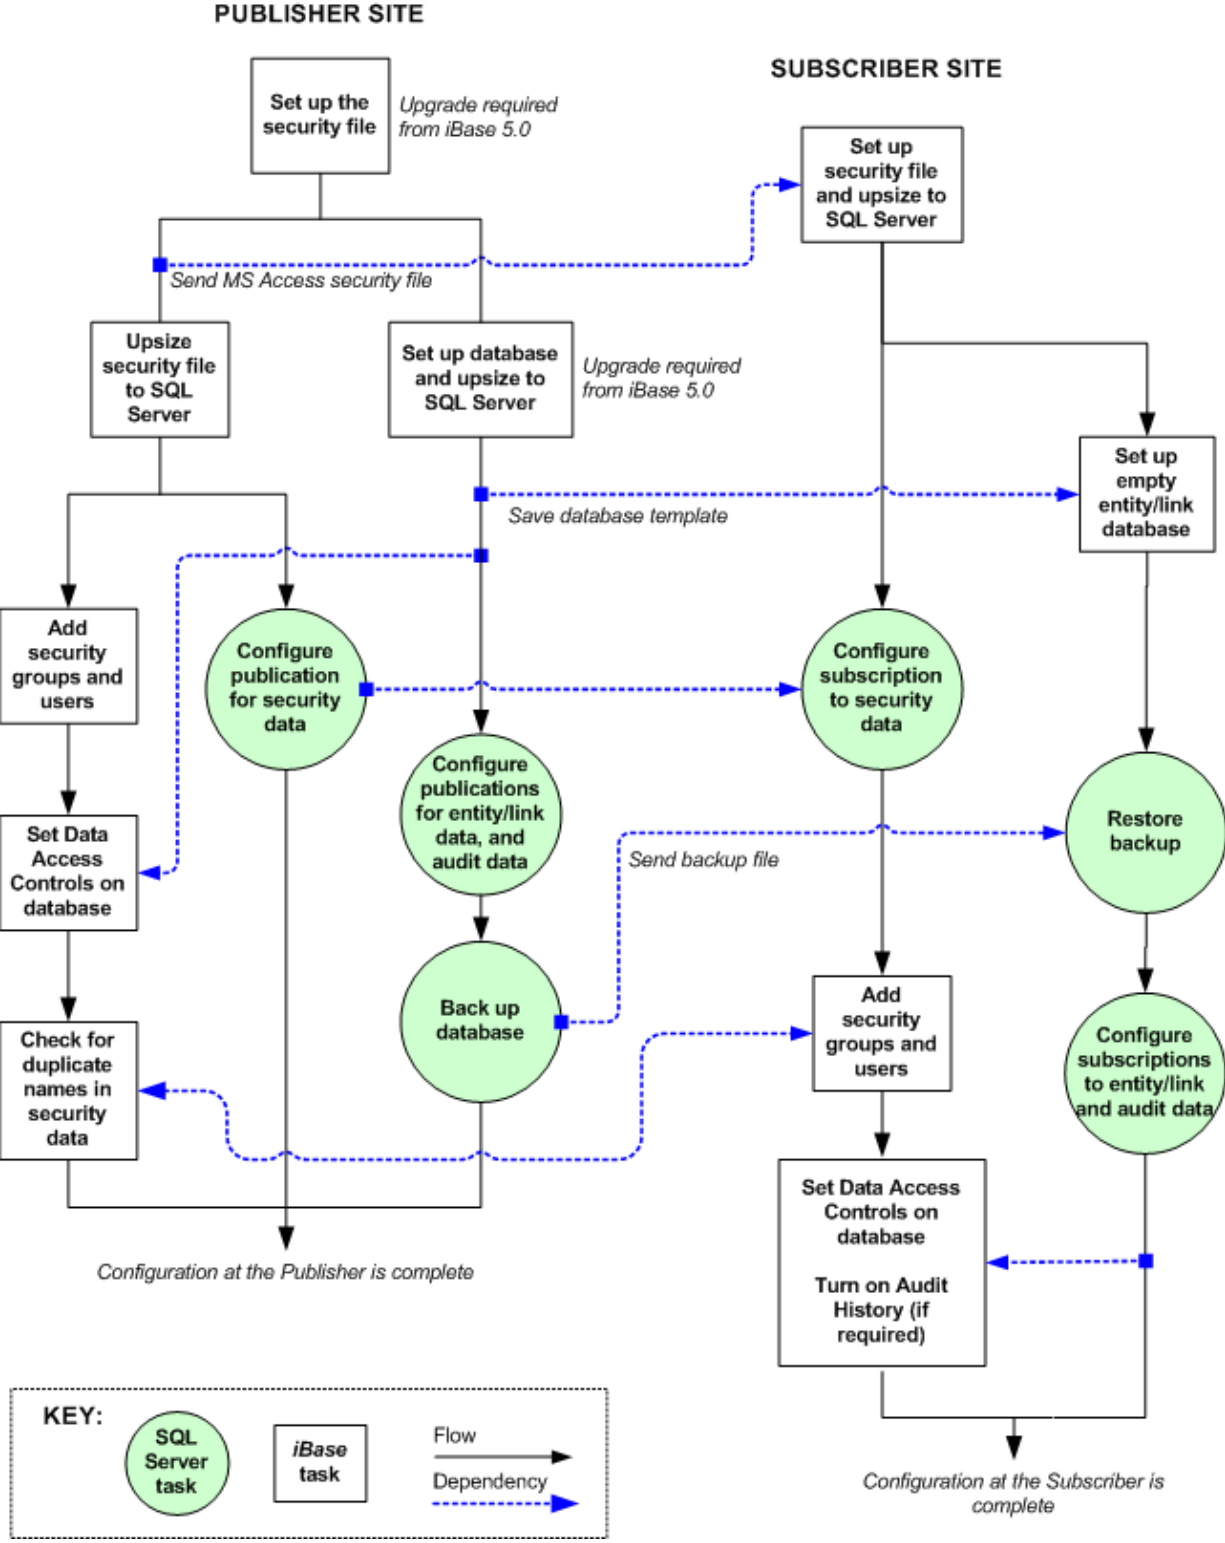 PUBLISHER SITE
SUBSCRIBER SITE
Set up the
security file
Upgrade required
from iBase 5.0
Set up
security file
and upsize to
SQL Server
Send MS Access security file
Upsize
security file
to SQL
Server
Set up database
and upsize to
SQL Server
Upgrade required
from iBase 5.0
Set up
empty
entity/link
database
Save database template
Add
security
groups and
users
Configure
publication
for security
data
Configure
subscription
to security
data
Configure
publications
for entity/link
data, and
audit data
Restore
backup
Set Data
Access
Controls on
database
Send backup file
Back up
database
Add
security
groups and
users
Configure
subscriptions
to entity/link
and audit data
Check for
duplicate
names in
security
data
Set Data Access
Controls on
database
Turn on Audit
History (if
required)
Configuration at the Publisher is complete
KEY:
SQL
Server
task
iBase
task
Flow
Dependency
Configuration at the Subscriber is
complete